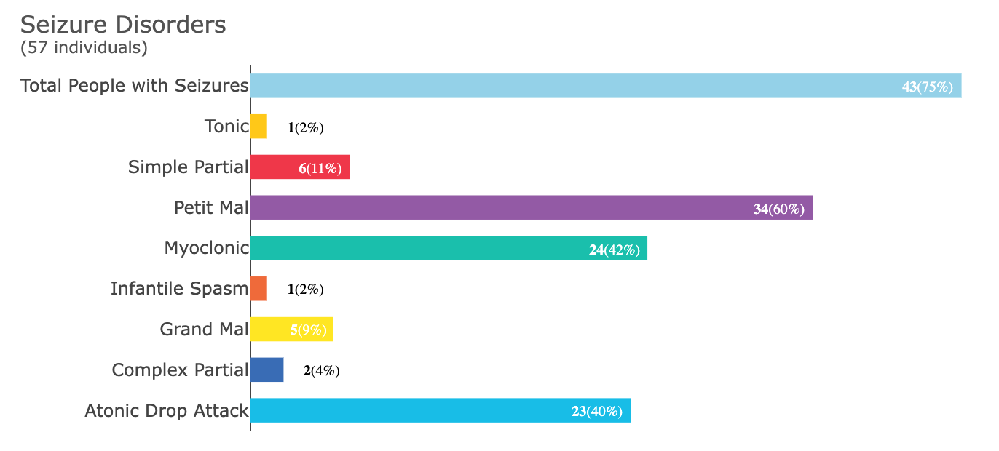 Seizure Disorders
(57 individuals)
Total People with Seizures 43(75%)
Tonic 1(2%)
Simple Partial 6(11%)
Petit Mal 34(60%)
Myoclonic 24(42%)
Infantile Spasm 1(2%)
Grand Mal 5(9%)
Complex Partial 2(4%)
Atonic Drop Attack 23(40%)